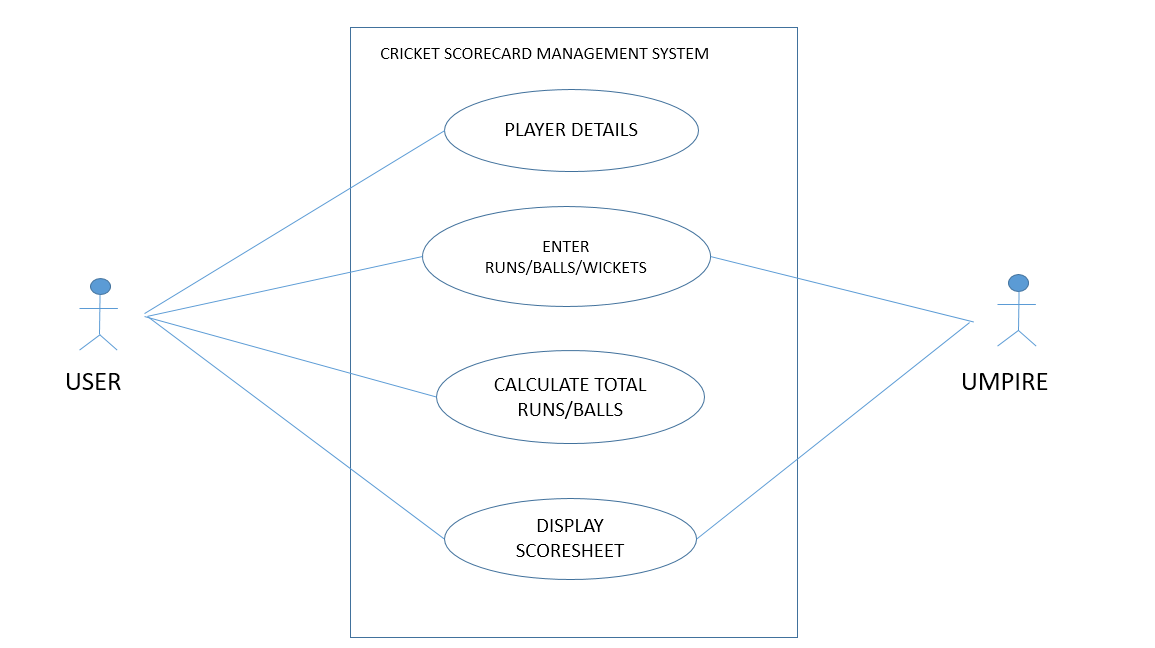 CRICKET SCORECARD MANAGEMENT SYSTEM
PLAYER DETAILS
ENTER
RUNS/BALLS/WICKETS
CALCULATE TOTAL
RUNS/BALLS
DISPLAY
SCORESHEET
USER
UMPIRE